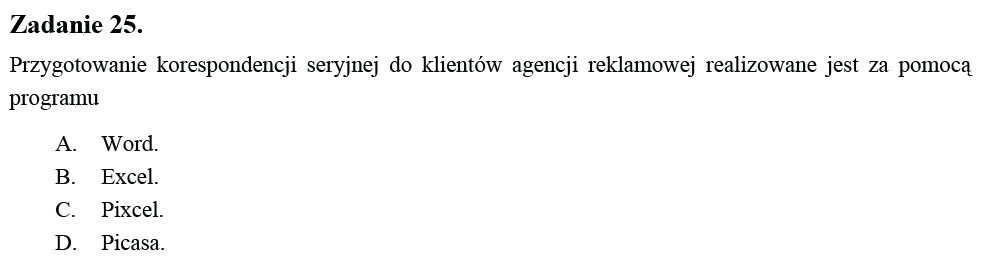 Zadanie 25.
Przygotowanie korespondencji seryjnej do klientów agencji reklamowej realizowane jest za pomocą
programu
A. Word.
B. Excel.
C. Pixcel.
D. Picasa.